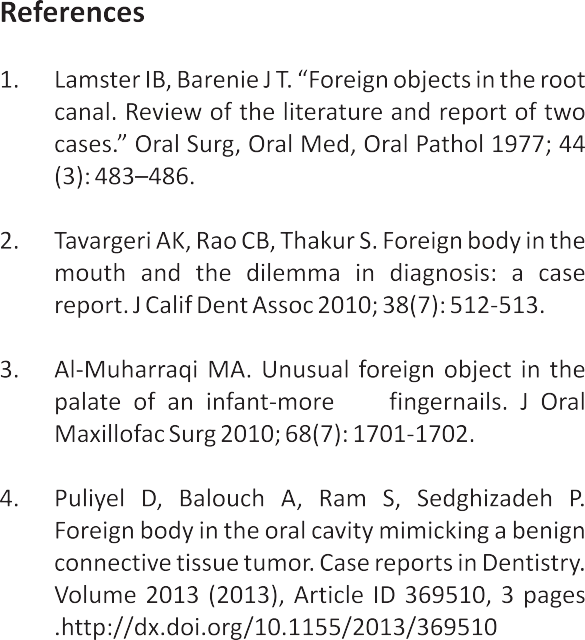 References
1. Lamster IB, Barenie J T. “Foreign objects in the root
canal. Review of the literature and report of two
cases.” Oral Surg, Oral Med, Oral Pathol 1977; 44
(3): 483–486.
2. Tavargeri AK, Rao CB, Thakur S. Foreign body in the
mouth and the dilemma in diagnosis: a case
report. J Calif Dent Assoc 2010; 38(7): 512-513.
3. Al-Muharraqi MA. Unusual foreign object in the
palate of an infant-more fingernails. J Oral
Maxillofac Surg 2010; 68(7): 1701-1702.
4. Puliyel D, Balouch A, Ram S, Sedghizadeh P.
Foreign body in the oral cavity mimicking a benign
connective tissue tumor. Case reports in Dentistry.
Volume 2013 (2013), Article ID 369510, 3 pages
.http://dx.doi.org/10.1155/2013/369510